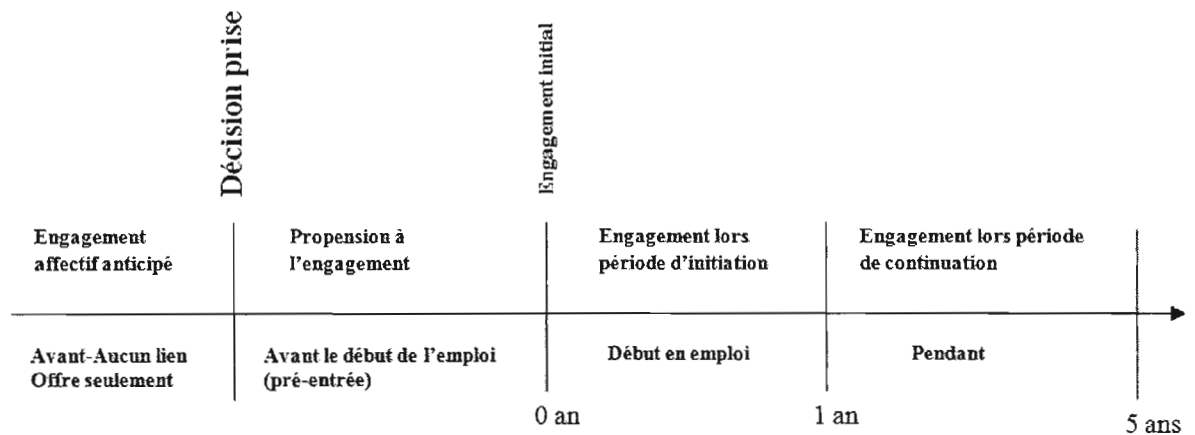 Décision prise
Engagement initial
Engagement
affectif anticipé
Propension à
l'engagement
Engagement lors
période d'initiation
Engagement lors période
de continuation
Avant-Aucun lien
Offre seulement
Avant le début de l'emploi
(pré-entrée)
Début en emploi
Pendant
0 an
1 an
5 ans